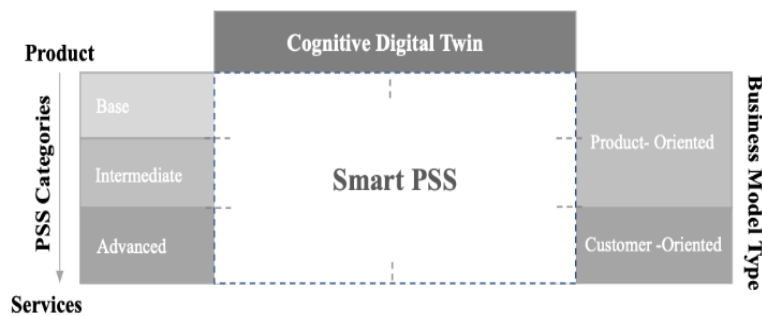 Cognitive Digital Twin
Product
Base
Product- Oriented
Intermediate
Smart PSS
Advanced
Customer -Oriented
Services
PSS Categories
Business Model Type